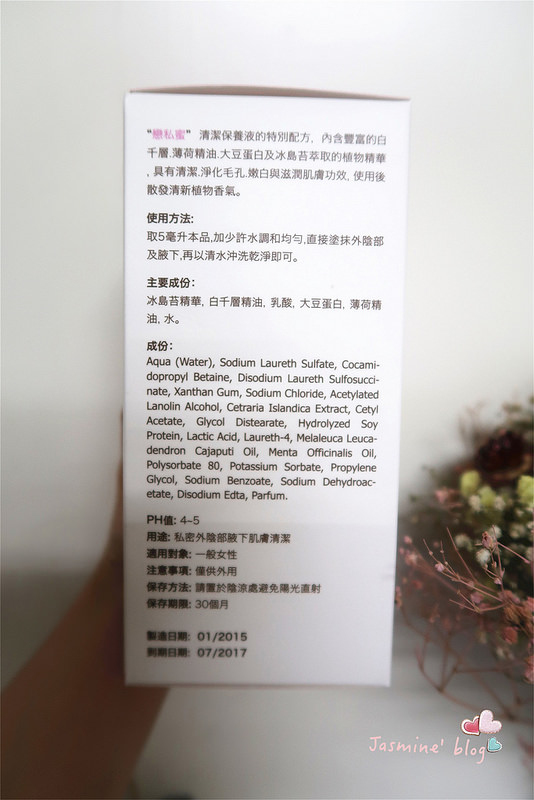 “戀私蜜” 清潔保養液的特別配方, 內含豐富的白
千層.薄荷精油.大豆蛋白及冰島苔萃取的植物精華
, 具有清潔.淨化毛孔.嫩白與滋潤肌膚功效, 使用後
散發清新植物香氣。
使用方法:
取5毫升本品,加少許水調和均勻,直接塗抹外陰部
及腋下,再以清水沖洗乾淨即可。
主要成份:
冰島苔精華, 白千層精油, 乳酸, 大豆蛋白, 薄荷精
油, 水。
成份:
Aqua (Water), Sodium Laureth Sulfate, Cocami-
dopropyl Betaine, Disodium Laureth Sulfosucci-
nate, Xanthan Gum, Sodium Chloride, Acetylated
Lanolin Alcohol, Cetraria Islandica Extract, Cetyl
Acetate, Glycol Distearate, Hydrolyzed Soy
Protein, Lactic Acid, Laureth-4, Melaleuca Leuca-
dendron Cajaputi Oil, Menta Officinalis Oil,
Polysorbate 80, Potassium Sorbate, Propylene
Glycol, Sodium Benzoate, Sodium Dehydroac-
etate, Disodium Edta, Parfum.
PH值: 4~5
用途: 私密外陰部腋下肌膚清潔
適用對象: 一般女性
注意事項: 僅供外用
保存方法: 請置於陰涼處避免陽光直射
保存期限: 30個月
製造日期: 01/2015
到期日期: 07/2017
Jasmine' blog